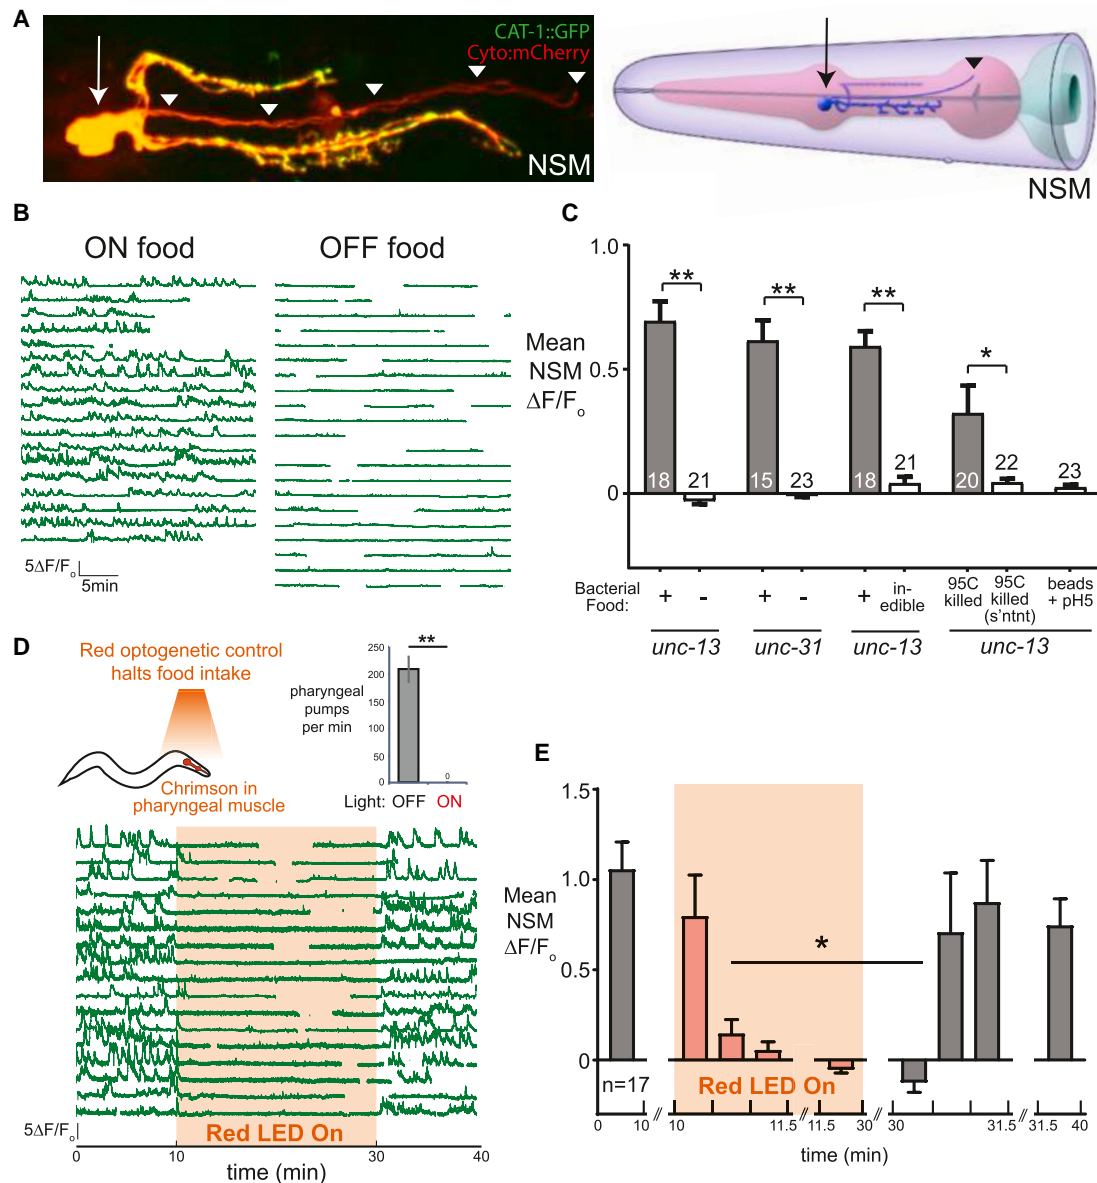 A
CAT-1::GFP
Cyto:mCherry
NSM
NSM
B
ON food
OFF food
5ΔF/Fo
5min
C
Mean
NSM
ΔF/Fo
1.0
0.5
0
**
**
**
*
18
21
15
23
18
21
20
22
23
Bacterial
Food:
+
-
+
-
+
in-
edible
95C
killed
95C
killed
(s'ntnt)
beads
+ pH5
unc-13
unc-31
unc-13
unc-13
D
Red optogenetic control
halts food intake
Chrimson in
pharyngeal muscle
**
pharyngeal
pumps
per min
250
200
150
100
50
0
0
Light: OFF ON
5ΔF/Fo
Red LED On
0
10
30
40
time (min)
E
Mean
NSM
ΔF/Fo
1.5
1.0
0.5
0
*
n=17
Red LED On
0
10
10
11.5
11.5
30
30
31.5
31.5
40
time (min)